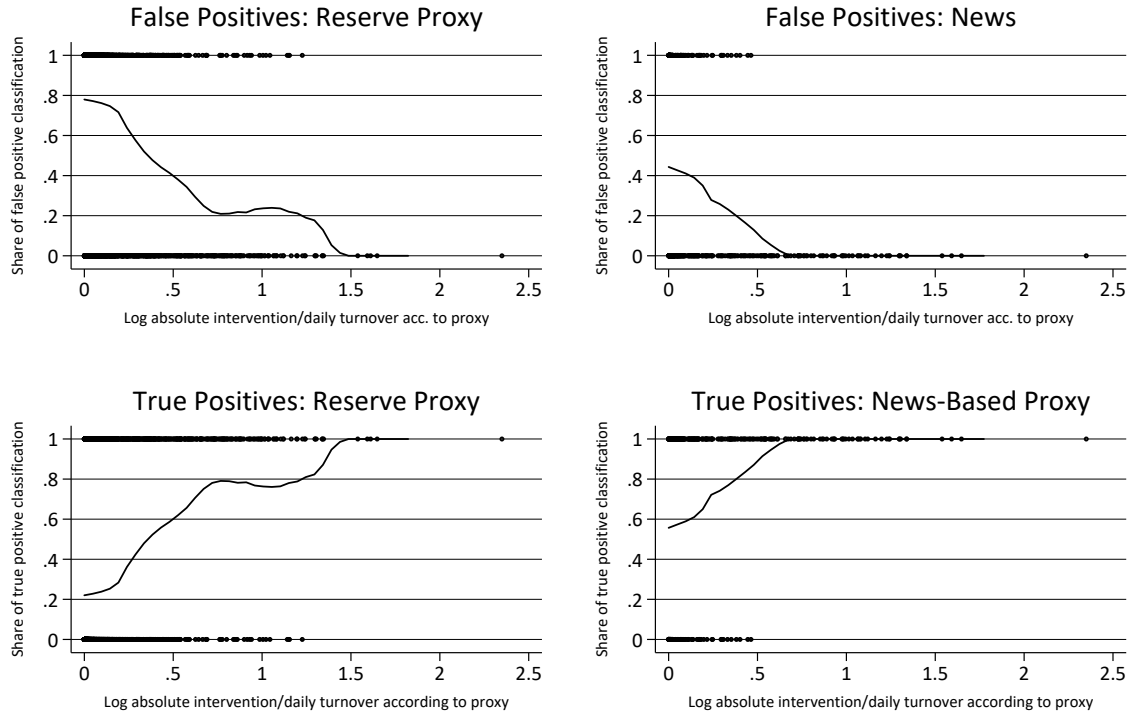 False Positives: Reserve Proxy
Share of false positive classification
1
.8
.6
.4
.2
0
0 .5 1 1.5 2 2.5
Log absolute intervention/daily turnover acc. to proxy
False Positives: News
Share of false positive classification
1
.8
.6
.4
.2
0
0 .5 1 1.5 2 2.5
Log absolute intervention/daily turnover acc. to proxy
True Positives: Reserve Proxy
Share of true positive classification
1
.8
.6
.4
.2
0
0 .5 1 1.5 2 2.5
Log absolute intervention/daily turnover according to proxy
True Positives: News-Based Proxy
Share of true positive classification
1
.8
.6
.4
.2
0
0 .5 1 1.5 2 2.5
Log absolute intervention/daily turnover according to proxy